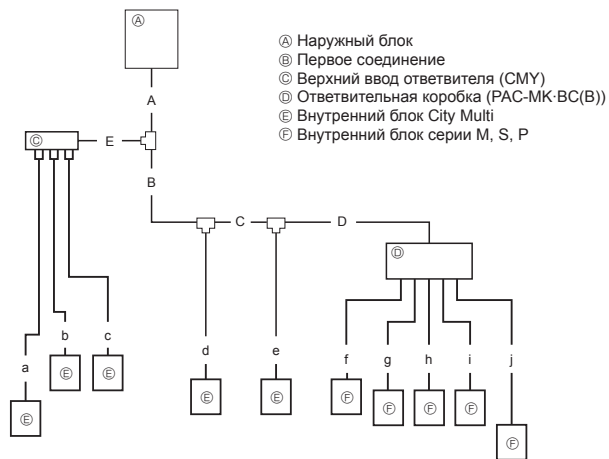 Ⓐ
Ⓐ Наружный блок
Ⓑ Первое соединение
Ⓒ Верхний ввод ответвителя (CMY)
Ⓓ Ответвительная коробка (PAC-MK·BC(B))
Ⓔ Внутренний блок City Multi
Ⓕ Внутренний блок серии M, S, P
A
Ⓒ
E
B
C
D
Ⓓ
a
b
c
d
e
f
g
h
i
j
Ⓔ
Ⓔ
Ⓔ
Ⓔ
Ⓔ
Ⓕ
Ⓕ
Ⓕ
Ⓕ
Ⓕ